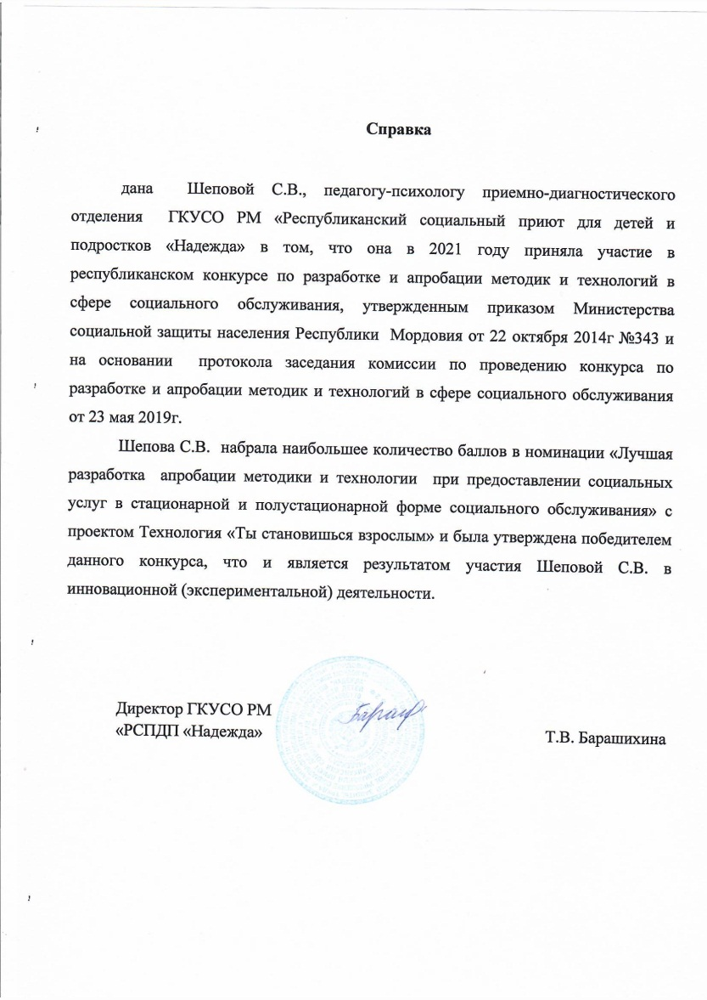 Справка
дана Шеповой С.В., педагогу-психологу приемно-диагностического
отделения ГКУСО РМ «Республиканский социальный приют для детей и
подростков «Надежда» в том, что она в 2021 году приняла участие в
республиканском конкурсе по разработке и апробации методик и технологий в
сфере социального обслуживания, утвержденным приказом Министерства
социальной защиты населения Республики Мордовия от 22 октября 2014г №343 и
на основании протокола заседания комиссии по проведению конкурса по
разработке и апробации методик и технологий в сфере социального обслуживания
от 23 мая 2019г.
Шепова С.В. набрала наибольшее количество баллов в номинации «Лучшая
разработка апробации методики и технологии при предоставлении социальных
услуг в стационарной и полустационарной форме социального обслуживания» с
проектом Технология «Ты становишься взрослым» и была утверждена победителем
данного конкурса, что и является результатом участия Шеповой С.В. в
инновационной (экспериментальной) деятельности.
Директор ГКУСО РМ
«РСПДП «Надежда»
Т.В. Барашихина